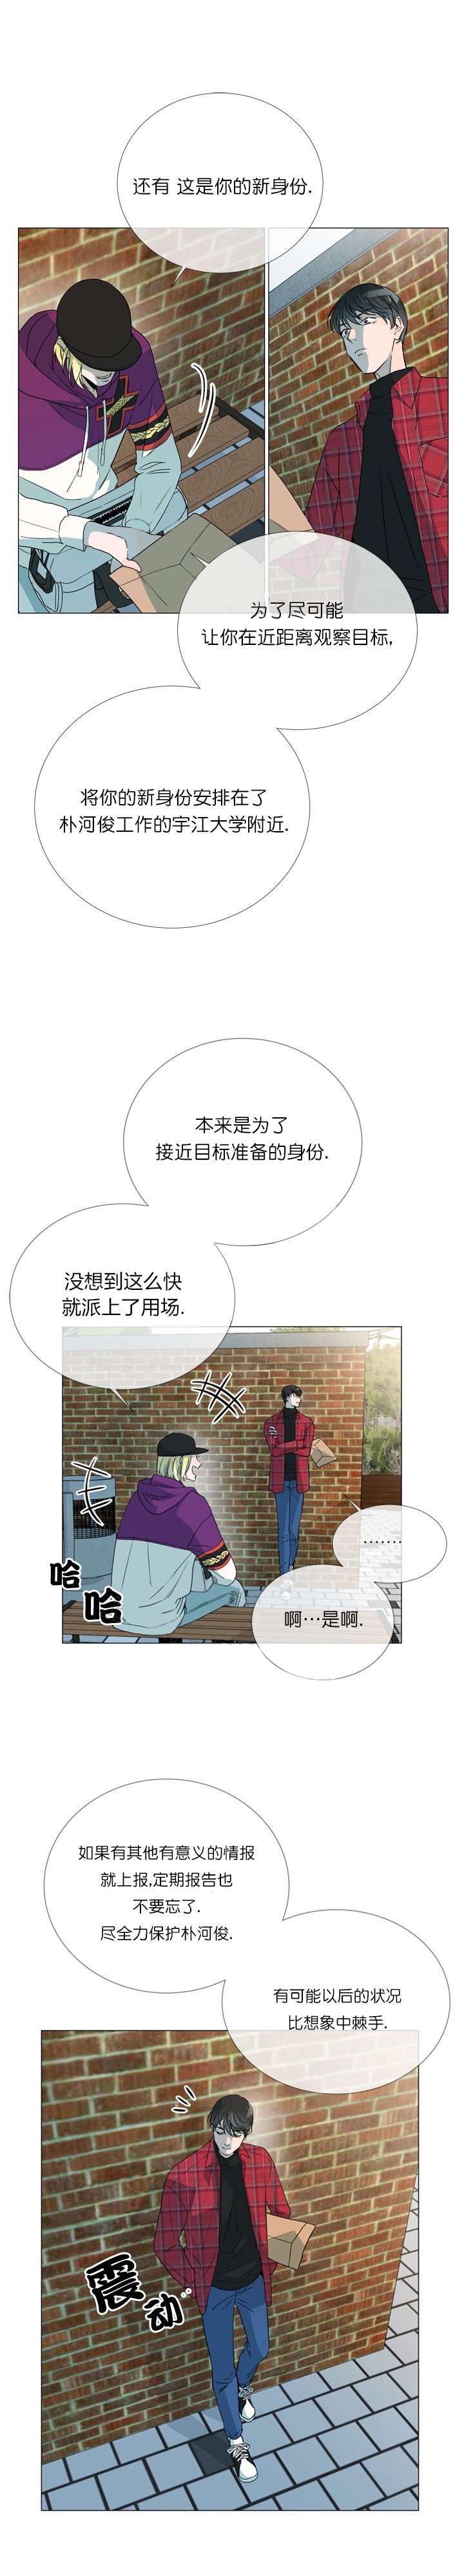 还有 这是你的新身份.
为了尽可能
让你在近距离观察目标,
将你的新身份安排在了
朴河俊工作的宇江大学附近.
本来是为了
接近目标准备的身份.
没想到这么快
就派上了用场.
哈
哈
········
啊…是啊.
如果有其他有意义的情报
就上报,定期报告也
不要忘了.
尽全力保护朴河俊.
有可能以后的状况
比想象中棘手.
震
动